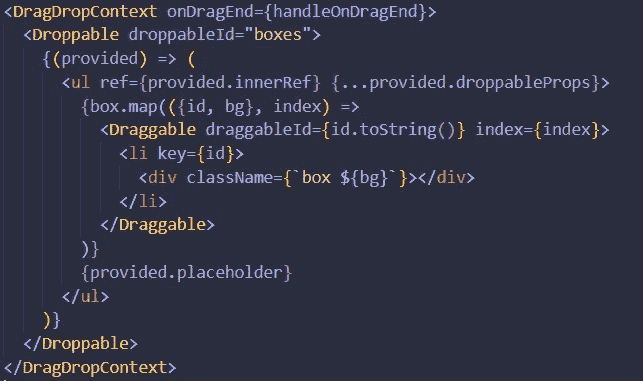 <DragDropContext onDragEnd={handleOnDragEnd}>
  <Droppable droppableId="boxes">
    {(provided) => (
      <ul ref={provided.innerRef} {...provided.droppableProps}>
        {box.map(({id, bg}, index) =>
          <Draggable draggableId={id.toString()} index={index}>
            <li key={id}>
              <div className={`box ${bg}`}></div>
            </li>
          </Draggable>
        )}
        {provided.placeholder}
      </ul>
    )}
  </Droppable>
</DragDropContext>